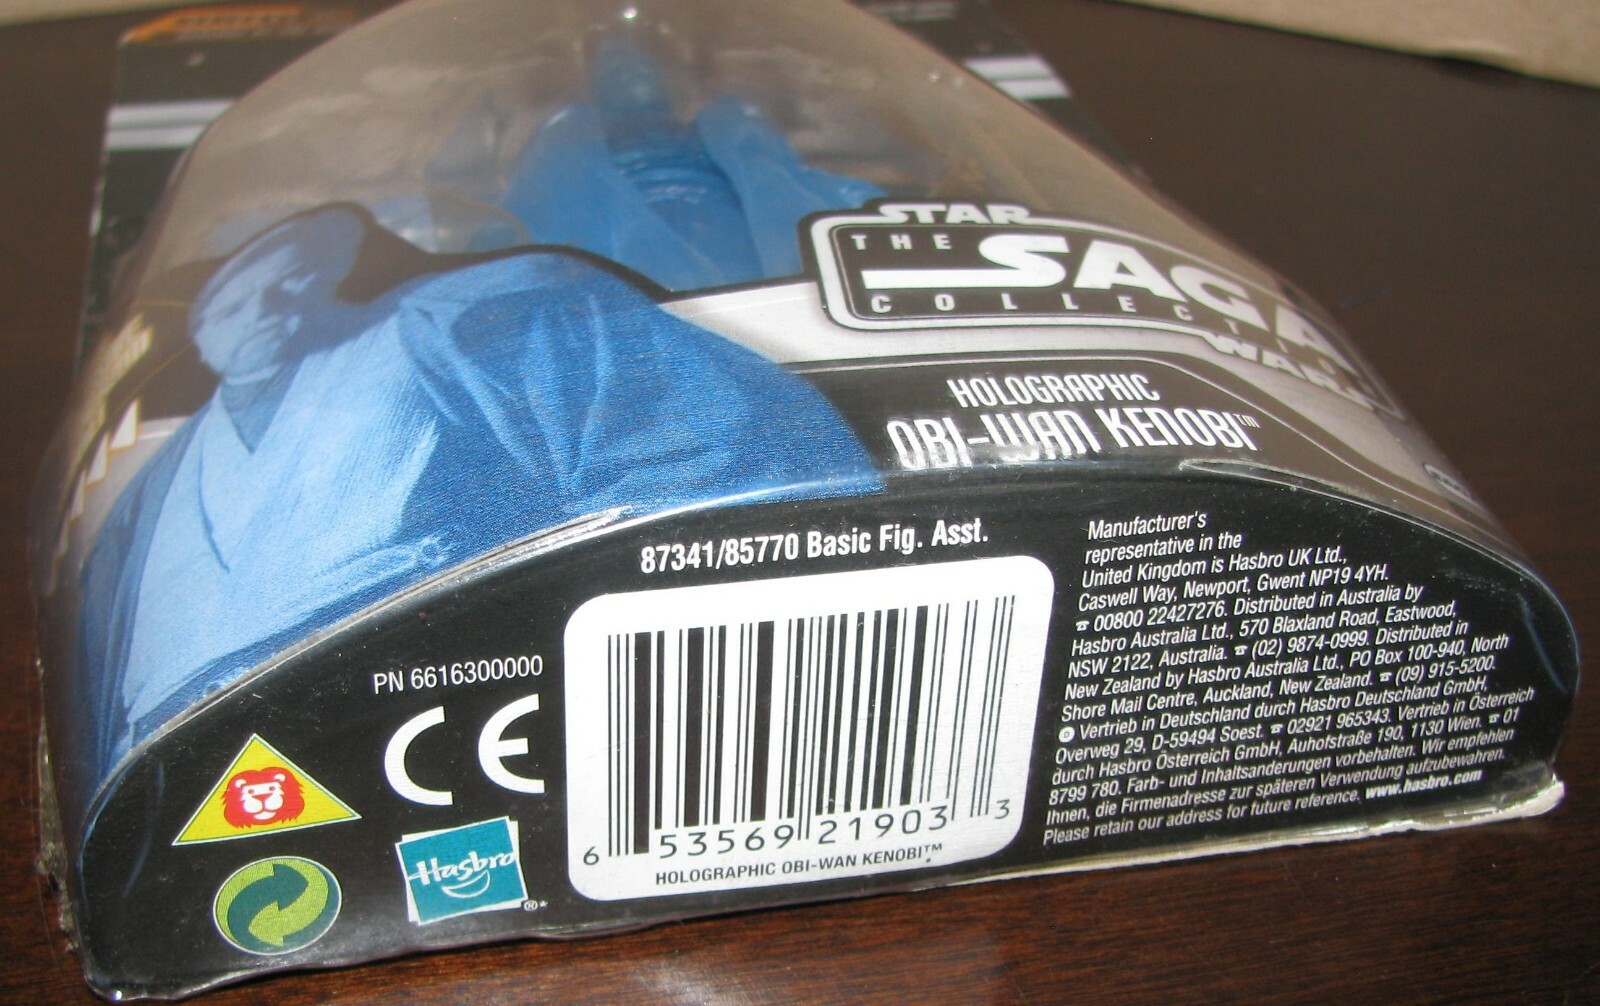 STAR
THE SAGA
COLLECTIO
WARS
HOLOGRAPHIC
OBI-WAN KENOBI™
87341/85770 Basic Fig. Asst.
PN 6616300000
CE
Hasbro
®*
6 53569 21903 3
HOLOGRAPHIC OBI-WAN KENOBI™*
Manufacturer's
representative in the
United Kingdom is Hasbro UK Ltd.,
Caswell Way, Newport, Gwent NP19 4YH.
☎ 00800 22427276. Distributed in Australia by
Hasbro Australia Ltd., 570 Blaxland Road, Eastwood,
NSW 2122, Australia. ☎ (02) 9874-0999. Distributed in
New Zealand by Hasbro Australia Ltd., PO Box 100-940, North
Shore Mail Centre, Auckland, New Zealand. ☎ (09) 915-5200.
D Vertrieb in Deutschland durch Hasbro Deutschland GmbH,
Overweg 29, D-59494 Soest. ☎ 02921 965343. Vertrieb in Österreich
durch Hasbro Österreich GmbH, Auhofstraße 190, 1130 Wien. ☎ 01
8799 780. Farb- und Inhaltsänderungen vorbehalten. Wir empfehlen
Ihnen, die Firmenadresse zur späteren Verwendung aufzubewahren.
Please retain our address for future reference. www.hasbro.com